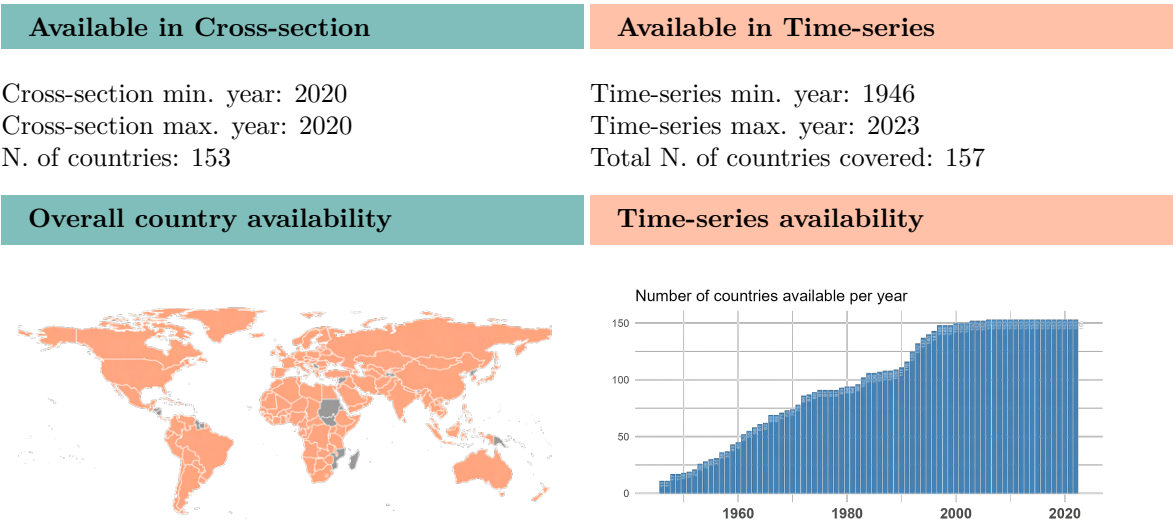 Available in Cross-section
Available in Time-series
Cross-section min. year: 2020
Cross-section max. year: 2020
N. of countries: 153
Time-series min. year: 1946
Time-series max. year: 2023
Total N. of countries covered: 157
Overall country availability
Time-series availability
Number of countries available per year
150
100
50
0
1960 1980 2000 2020